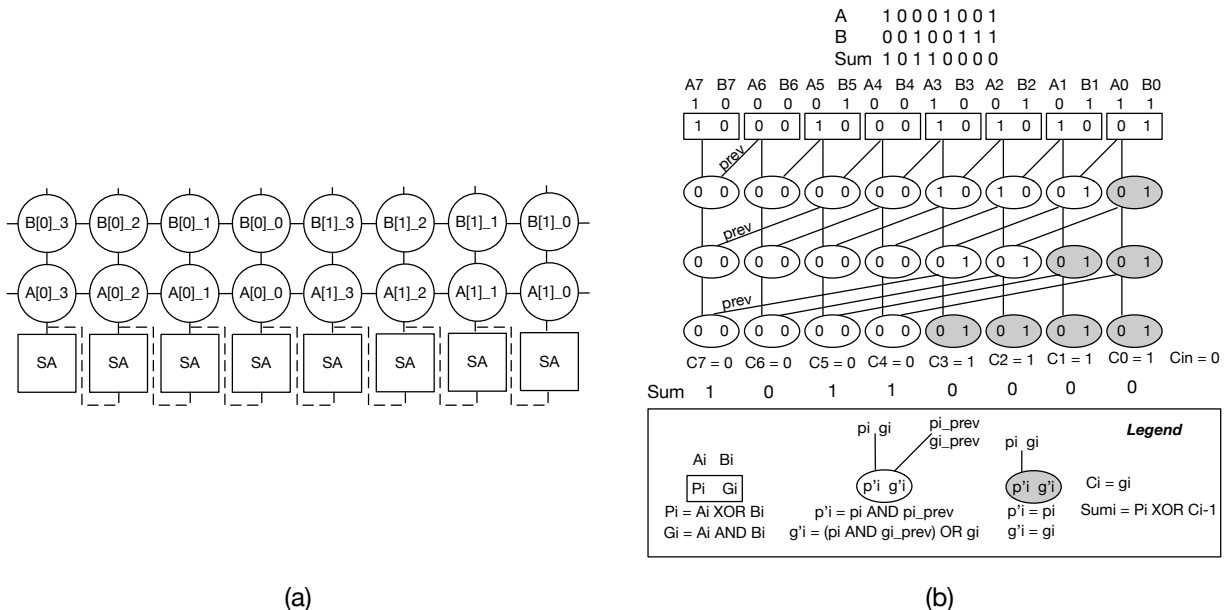 B[0]_3 B[0]_2 B[0]_1 B[0]_0 B[1]_3 B[1]_2 B[1]_1 B[1]_0
A[0]_3 A[0]_2 A[0]_1 A[0]_0 A[1]_3 A[1]_2 A[1]_1 A[1]_0
SA SA SA SA SA SA SA SA
(a)
A 1 0 0 0 1 0 0 1
B 0 0 1 0 0 1 1 1
Sum 1 0 1 1 0 0 0 0
A7 B7 A6 B6 A5 B5 A4 B4 A3 B3 A2 B2 A1 B1 A0 B0
1 0 0 0 0 1 0 0 1 0 0 1 0 1 1 1
1 0 0 0 1 0 0 0 1 0 1 0 1 0 0 1
prev
0 0 0 0 0 0 0 0 1 0 1 0 0 1 0 1
prev
0 0 0 0 0 0 0 0 0 1 0 1 0 1 0 1
prev
0 0 0 0 0 0 0 0 0 1 0 1 0 1 0 1
C7 = 0 C6 = 0 C5 = 0 C4 = 0 C3 = 1 C2 = 1 C1 = 1 C0 = 1 Cin = 0
Sum 1 0 1 1 0 0 0 0
Legend
Ai Bi
Pi Gi
Pi = Ai XOR Bi
Gi = Ai AND Bi
pi gi
pi_prev
gi_prev
p'i g'i
p'i = pi AND pi_prev
g'i = (pi AND gi_prev) OR gi
pi gi
p'i g'i
p'i = pi
g'i = gi
Ci = gi
Sumi = Pi XOR Ci-1
(b)